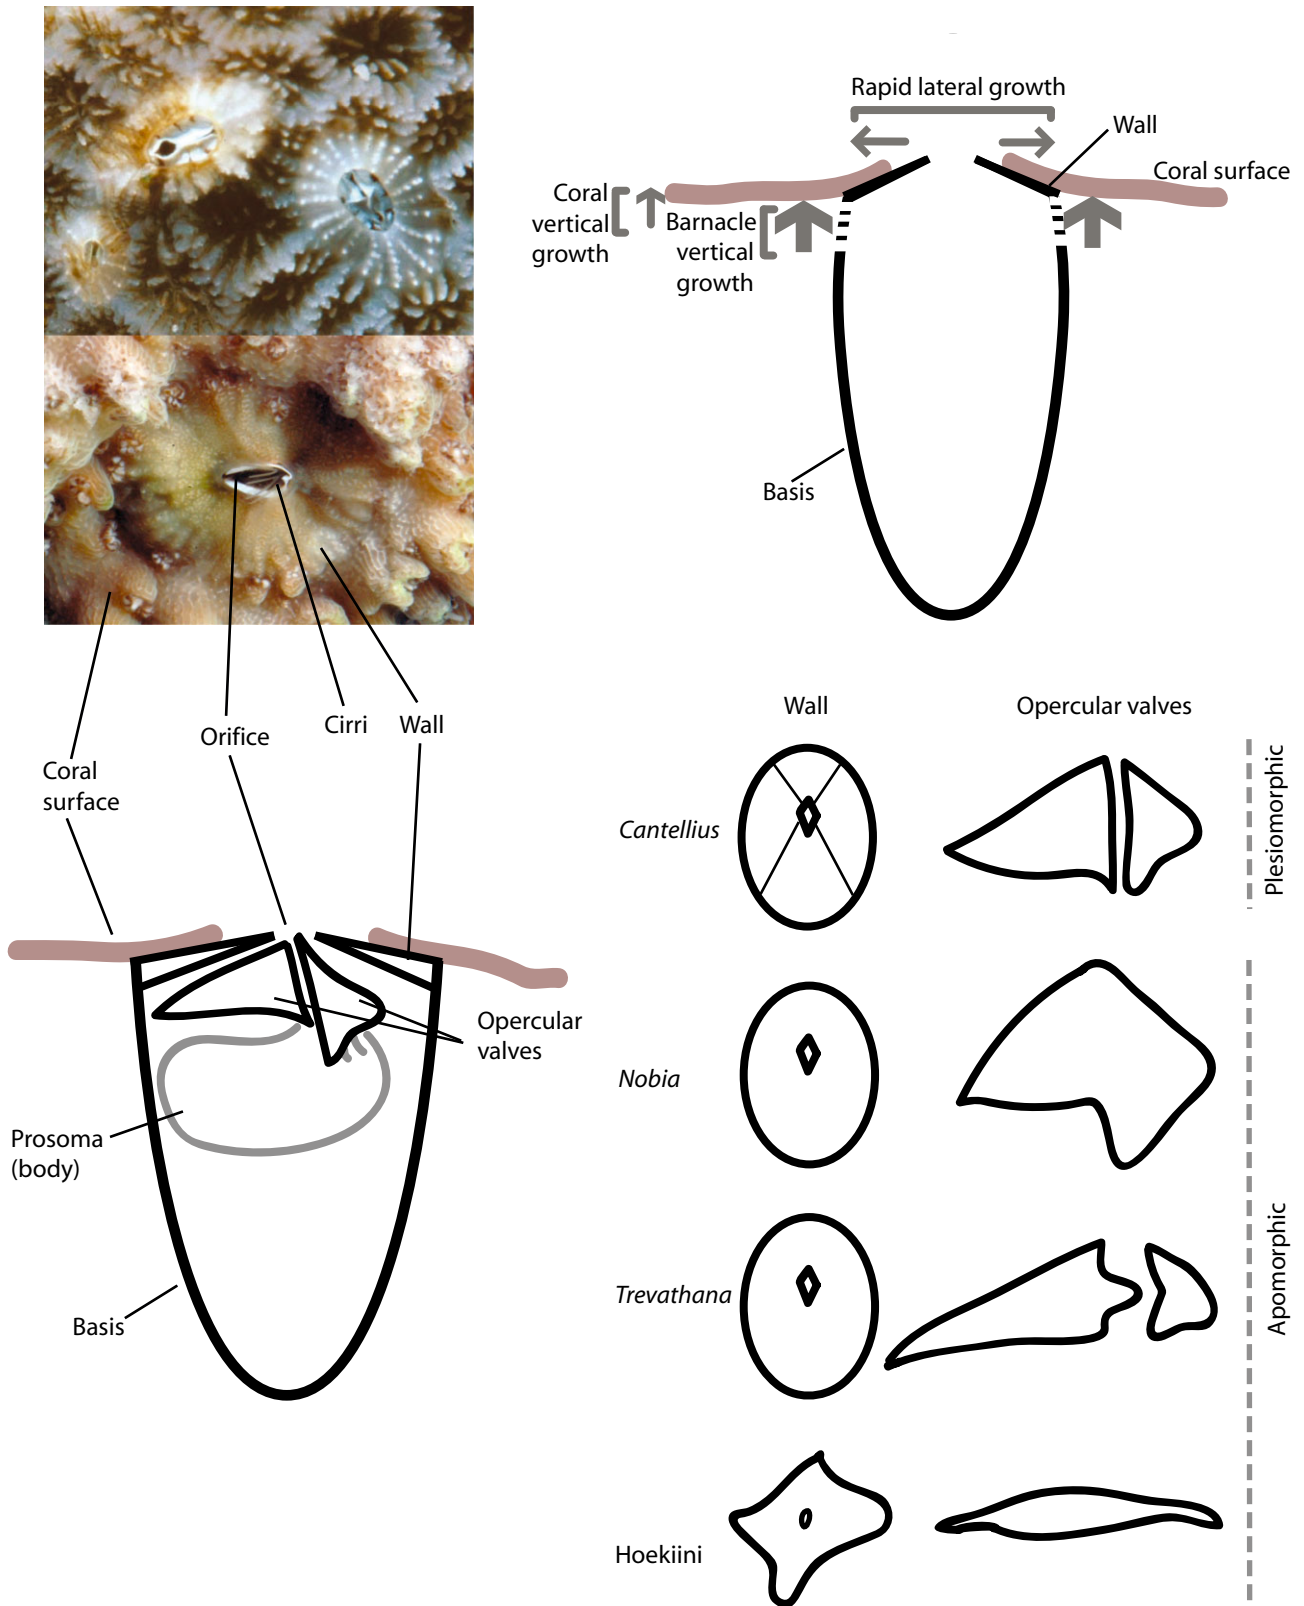 Rapid lateral growth
Wall
Coral surface
Coral
vertical
growth
Barnacle
vertical
growth
Basis
Orifice
Cirri
Wall
Coral
surface
Opercular
valves
Prosoma
(body)
Basis
Wall
Opercular valves
Cantellius
Plesiomorphic
Nobia
Trevathana
Apomorphic
Hoekiini